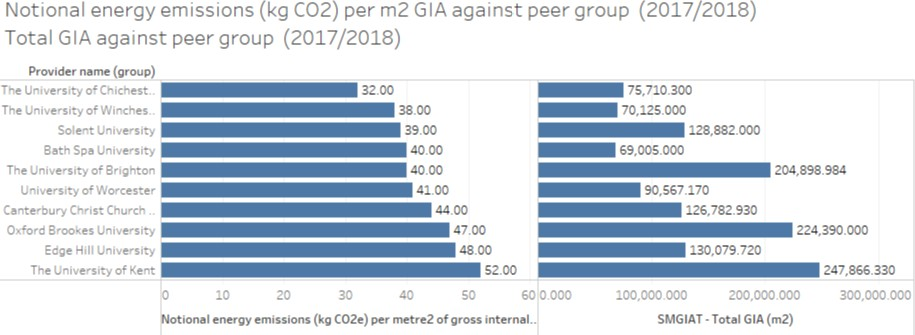 Notional energy emissions (kg CO2) per m2 GIA against peer group (2017/2018)
Total GIA against peer group (2017/2018)
Provider name (group)
The University of Chichest.. 32.00 75,710.300
The University of Winches.. 38.00 70,125.000
Solent University 39.00 128,882.000
Bath Spa University 40.00 69,005.000
The University of Brighton 40.00 204,898.984
University of Worcester 41.00 90,567.170
Canterbury Christ Church .. 44.00 126,782.930
Oxford Brookes University 47.00 224,390.000
Edge Hill University 48.00 130,079.720
The University of Kent 52.00 247,866.330
0 10 20 30 40 50 60 0.000 100,000.000 200,000.000 300,000.000
Notional energy emissions (kg CO2e) per metre2 of gross internal.. SMGIAT - Total GIA (m2)